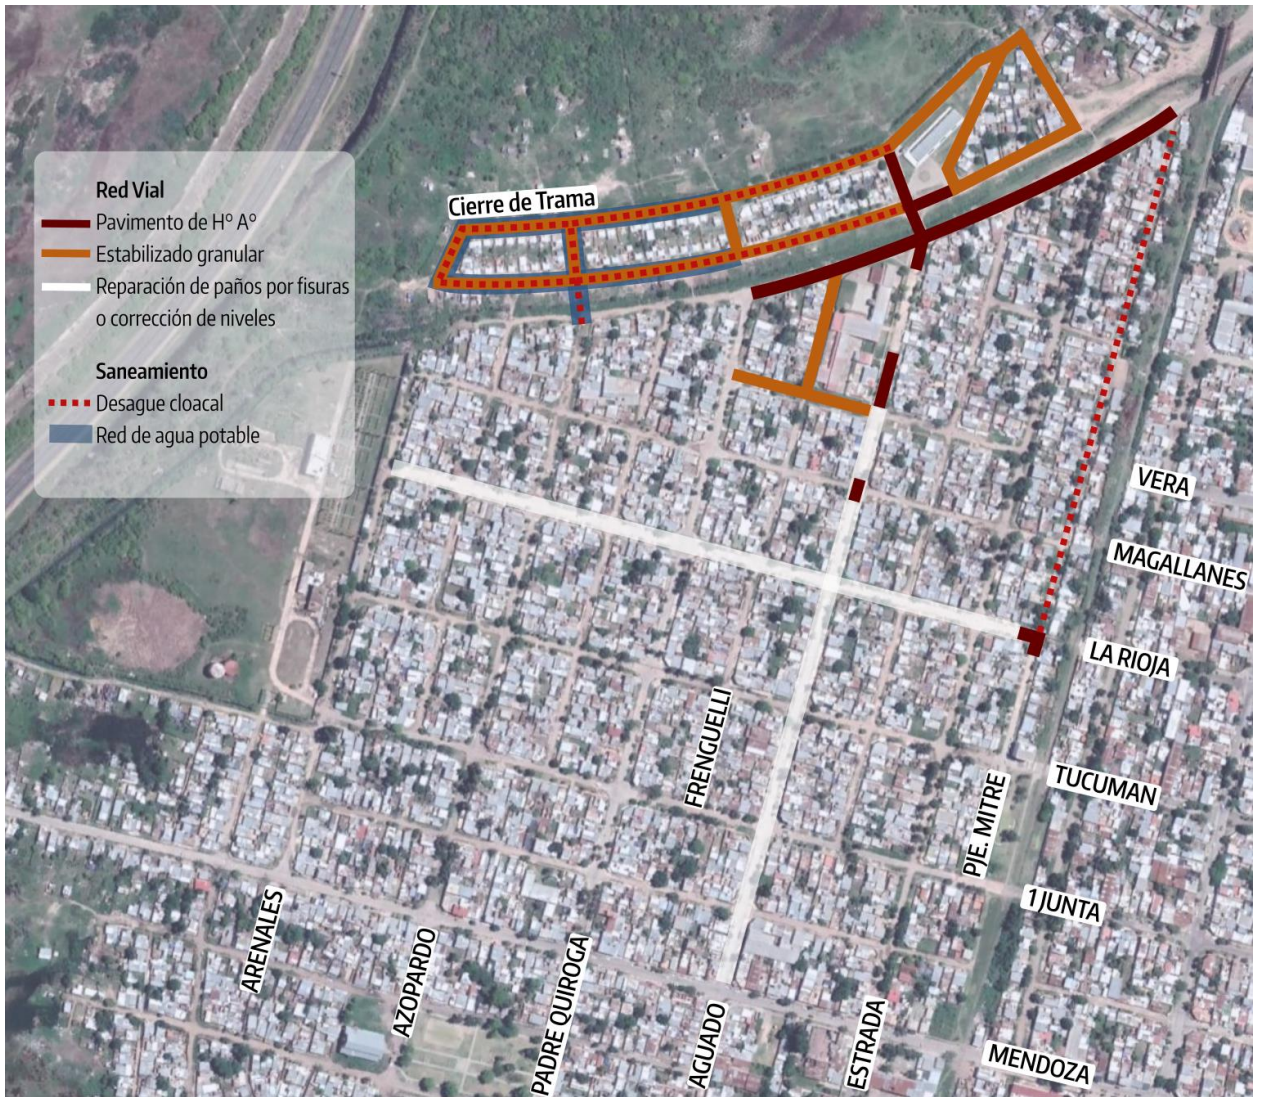 Cierre de Trama
Red Vial
Pavimento de Hº Aº
Estabilizado granular
Reparación de paños por fisuras
o corrección de niveles
Saneamiento
Desague cloacal
Red de agua potable
VERA
MAGALLANES
LA RIOJA
TUCUMAN
1 JUNTA
MENDOZA
FRENGUELLI
PJE. MITRE
ARENALES
AZOPARDO
PADRE QUIROGA
AGUADO
ESTRADA